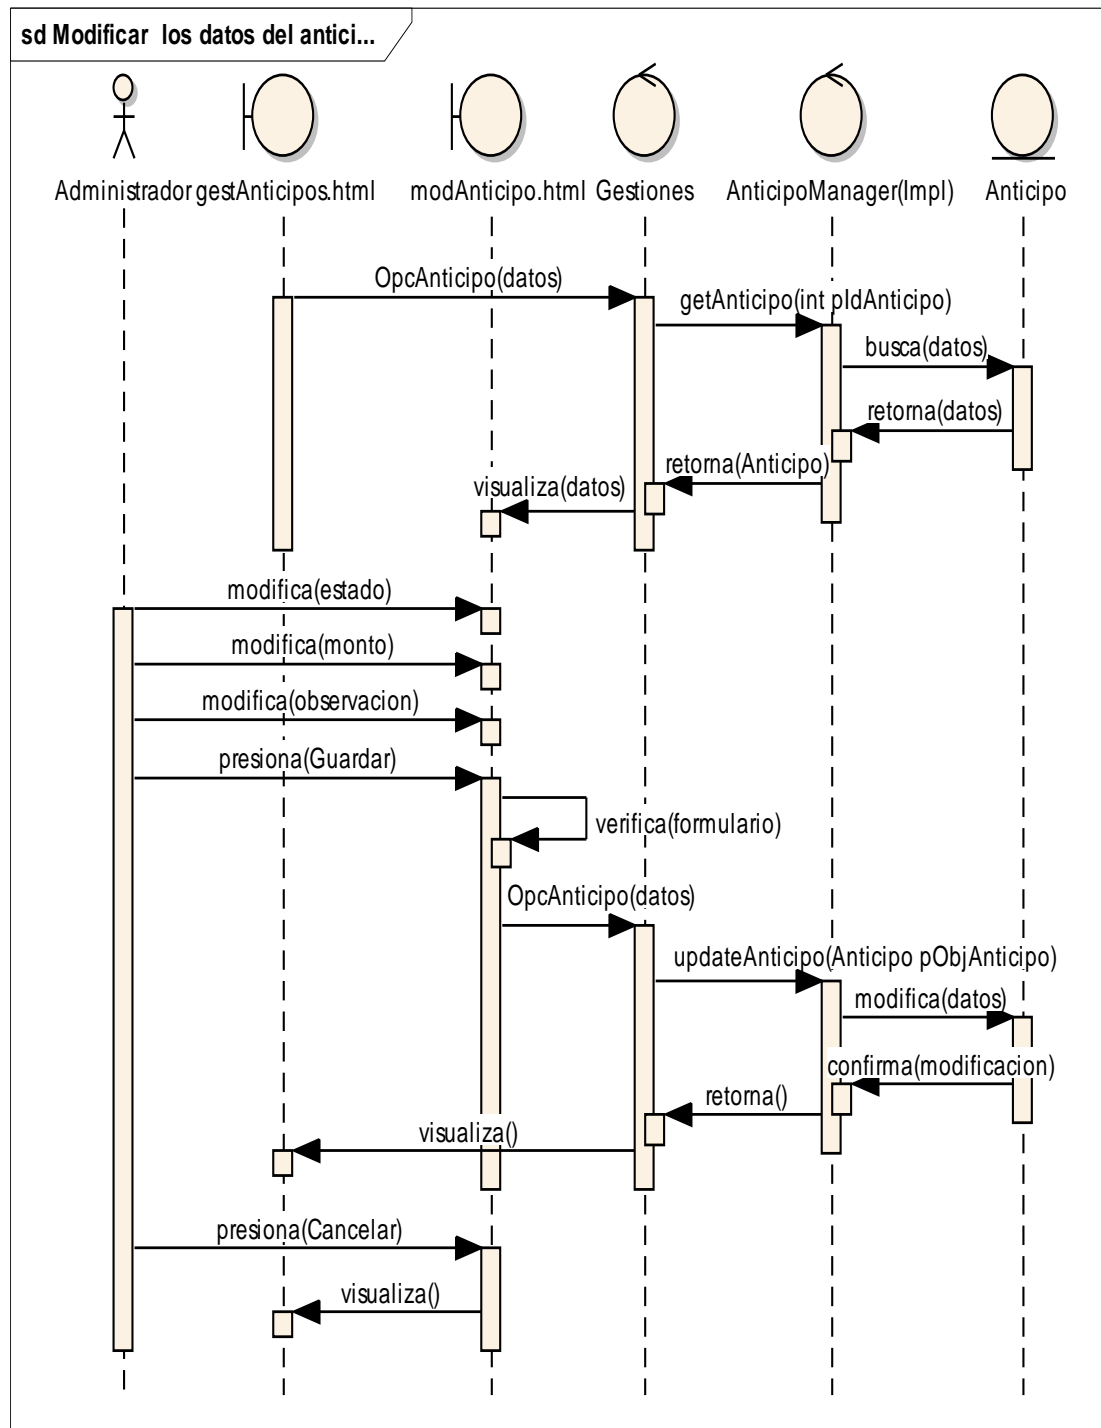 sd Modificar los datos del antici...
Administrador gestAnticipos.html modAnticipo.html Gestiones AnticipoManager(Impl) Anticipo
OpcAnticipo(datos)
getAnticipo(int pIdAnticipo)
busca(datos)
retorna(datos)
retorna(Anticipo)
visualiza(datos)
modifica(estado)
modifica(monto)
modifica(observacion)
presiona(Guardar)
verifica(formulario)
OpcAnticipo(datos)
updateAnticipo(Anticipo pObjAnticipo)
modifica(datos)
confirma(modificacion)
retorna()
visualiza()
presiona(Cancelar)
visualiza()